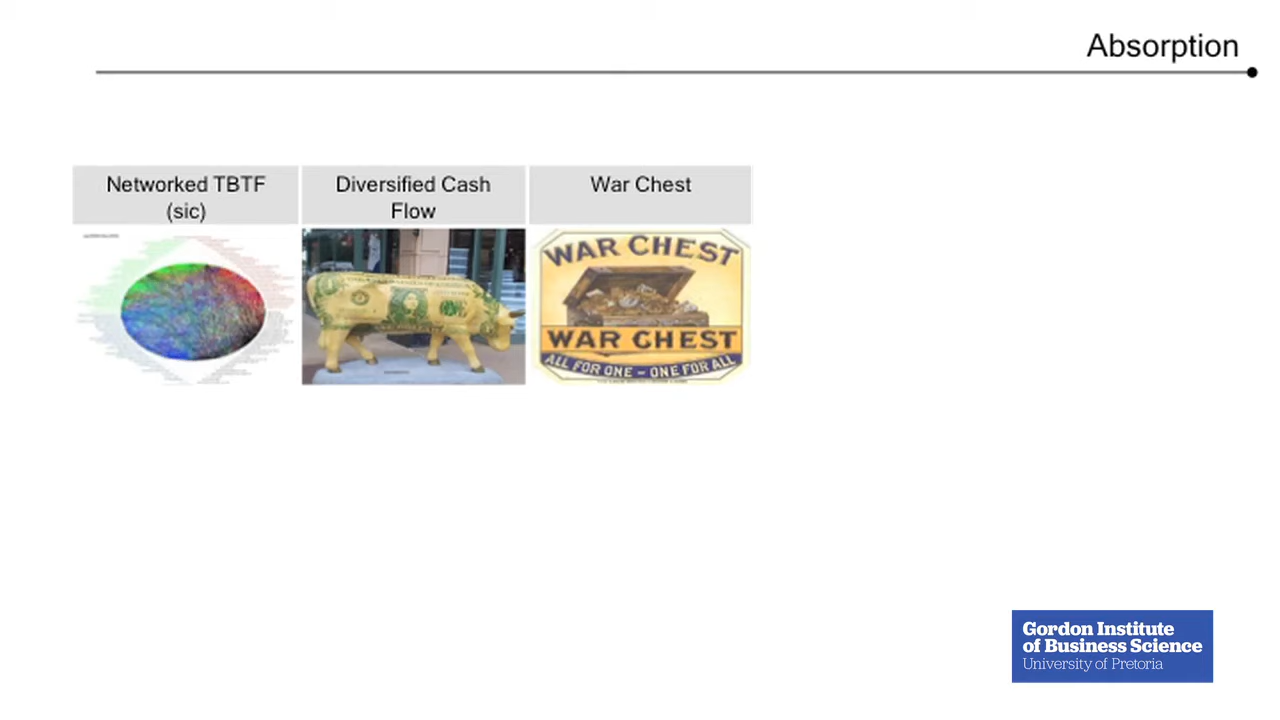 Absorption
Networked TBTF
(sic)
Diversified Cash
Flow
War Chest
WAR CHEST
WAR CHEST
ALL FOR ONE – ONE FOR ALL
Gordon Institute
of Business Science
University of Pretoria